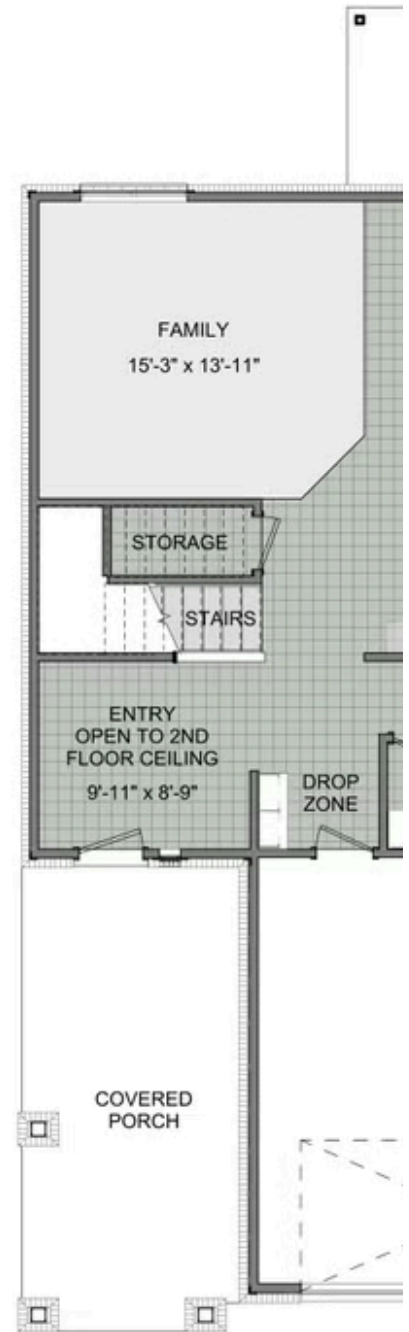 FAMILY
15'-3" x 13'-11"
STORAGE
STAIRS
ENTRY
OPEN TO 2ND
FLOOR CEILING
9'-11" x 8'-9"
DROP
ZONE
COVERED
PORCH